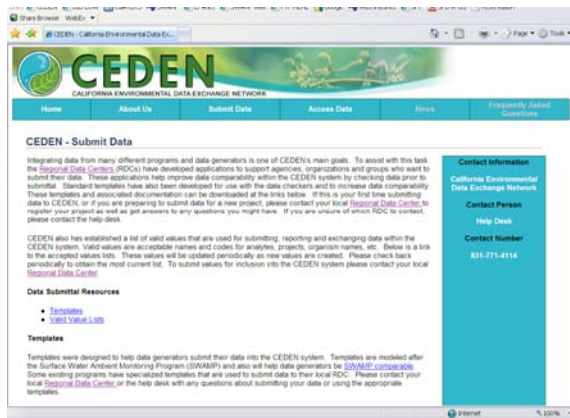 Share Browser WebEx
CEDEN - California Environmental Data Ex...
Page Tools
CEDEN
CALIFORNIA ENVIRONMENTAL DATA EXCHANGE NETWORK
Home About Us Submit Data Access Data News Frequently Asked Questions
CEDEN - Submit Data
Integrating data from many different programs and data generators is one of CEDEN's main goals. To assist with this task
the Regional Data Centers (RDCs) have developed applications to support agencies, organizations and groups who want to
submit their data. These applications help improve data comparability within the CEDEN system by checking data prior to
submittal. Standard templates have also been developed for use with the data checkers and to increase data comparability.
These templates and associated documentation can be downloaded at the links below. If this is your first time submitting
data to CEDEN, or if you are preparing to submit data for a new project, please contact your local Regional Data Center to
register your project as well as get answers to any questions you might have. If you are unsure of which RDC to contact,
please contact the help desk.
CEDEN also has established a list of valid values that are used for submitting, reporting and exchanging data within the
CEDEN system. Valid values are acceptable names and codes for analytes, projects, organism names, etc. Below is a link
to the accepted values lists. These values will be updated periodically as new values are created. Please check back
periodically to obtain the most current list. To submit values for inclusion into the CEDEN system please contact your local
Regional Data Center.
Data Submittal Resources
• Templates
• Valid Value Lists
Templates
Templates were designed to help data generators submit their data into the CEDEN system. Templates are modeled after
the Surface Water Ambient Monitoring Program (SWAMP) and also will help data generators be SWAMP comparable.
Some existing programs have specialized templates that are used to submit data to their local RDC. Please contact your
local Regional Data Center or the help desk with any questions about submitting your data or using the appropriate
templates.
Contact Information
California Environmental
Data Exchange Network
Contact Person
Help Desk
Contact Number
831-771-4114
Internet 100%